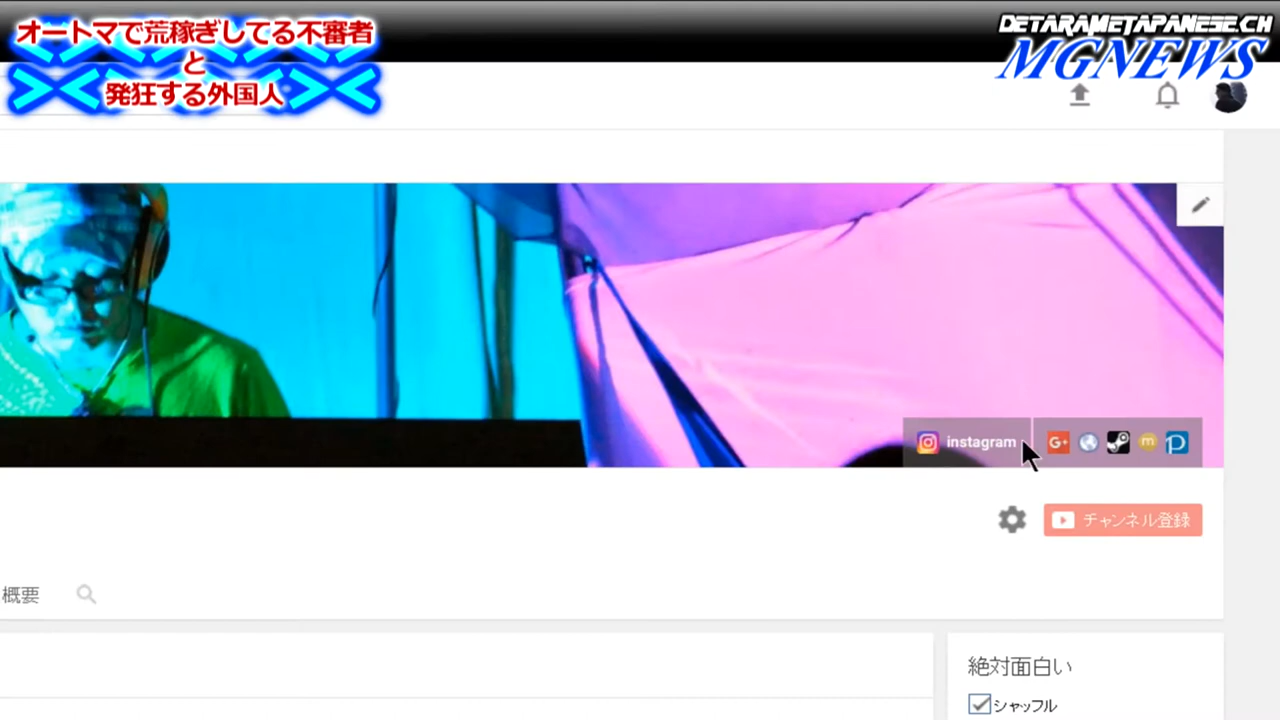 オートマで荒稼ぎしてる不審者
と
発狂する外国人
DETARAMETAPANESE.CH
MGNEWS
instagram
G+
m
チャンネル登録
概要
絶対面白い
シャッフル